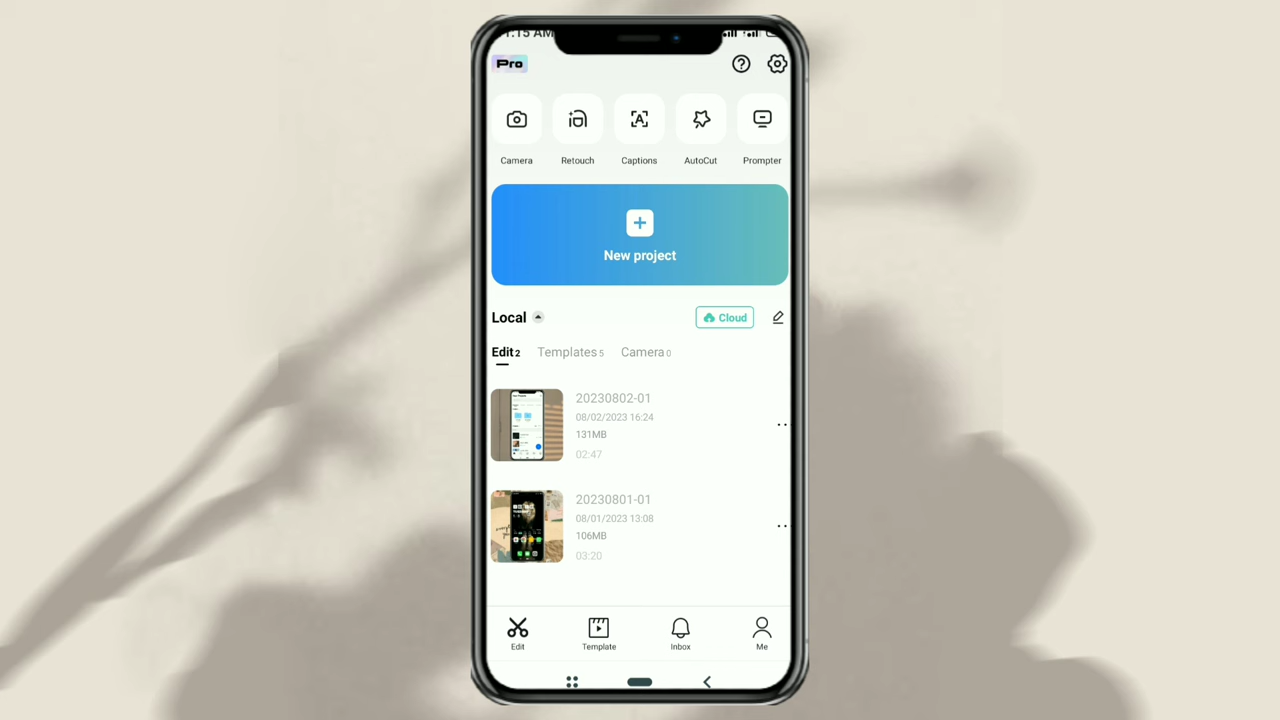 :15 AM
Pro
Camera Retouch Captions AutoCut Prompter
New project
Local Cloud
Edit 2 Templates 5 Camera 0
20230802-01
08/02/2023 16:24
131MB
02:47
20230801-01
08/01/2023 13:08
106MB
03:20
Edit Template Inbox Me